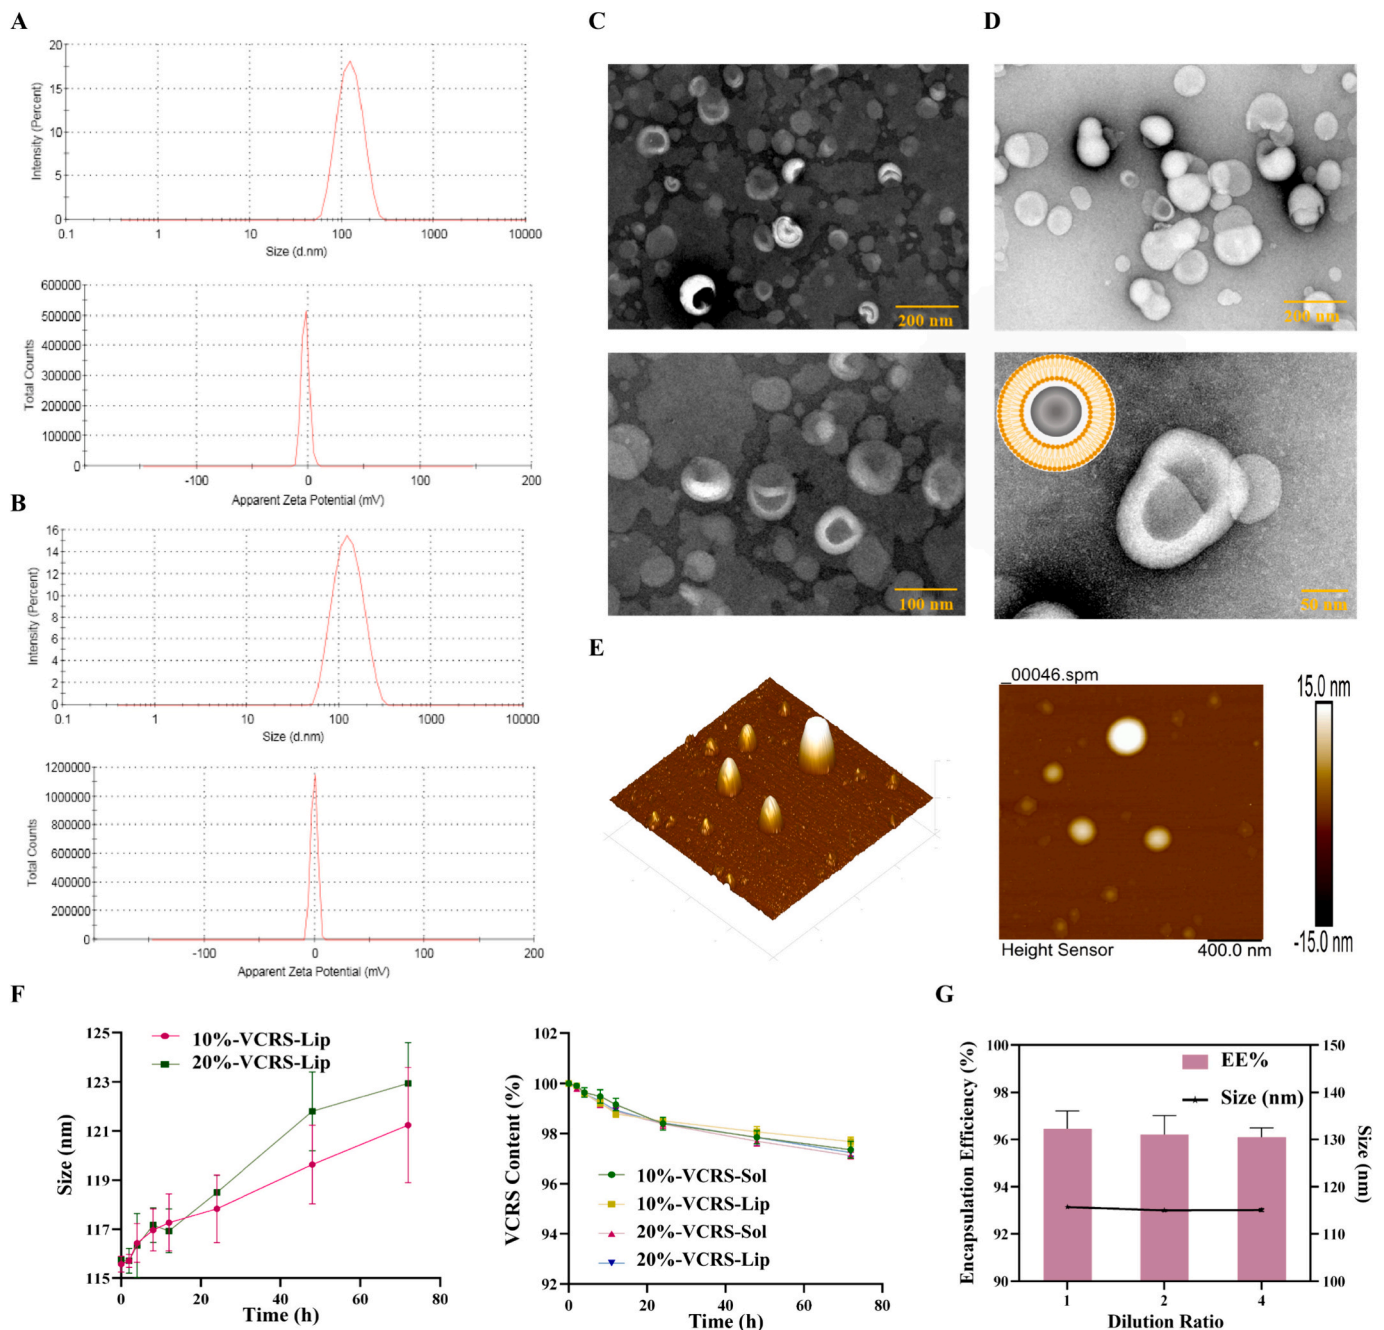 A
20
15
10
5
0
Intensity (Percent)
0.1 1 10 100 1000 10000
Size (d.nm)
600000
500000
400000
300000
200000
100000
0
Total Counts
-100 0 100 200
Apparent Zeta Potential (mV)
B
16
14
12
10
8
6
4
2
0
Intensity (Percent)
0.1 1 10 100 1000 10000
Size (d.nm)
1200000
1000000
800000
600000
400000
200000
0
Total Counts
-100 0 100 200
Apparent Zeta Potential (mV)
C
200 nm
100 nm
D
200 nm
50 nm
E
_00046.spm
15.0 nm
-15.0 nm
Height Sensor
400.0 nm
F
10%-VCRS-Lip
20%-VCRS-Lip
125
123
121
119
117
115
Size (nm)
0 20 40 60 80
Time (h)
102
100
98
96
94
92
VCRS Content (%)
10%-VCRS-Sol
10%-VCRS-Lip
20%-VCRS-Sol
20%-VCRS-Lip
0 20 40 60 80
Time (h)
G
100
98
96
94
92
90
Encapsulation Efficiency (%)
EE%
Size (nm)
150
140
130
120
110
100
Size (nm)
1 2 4
Dilution Ratio